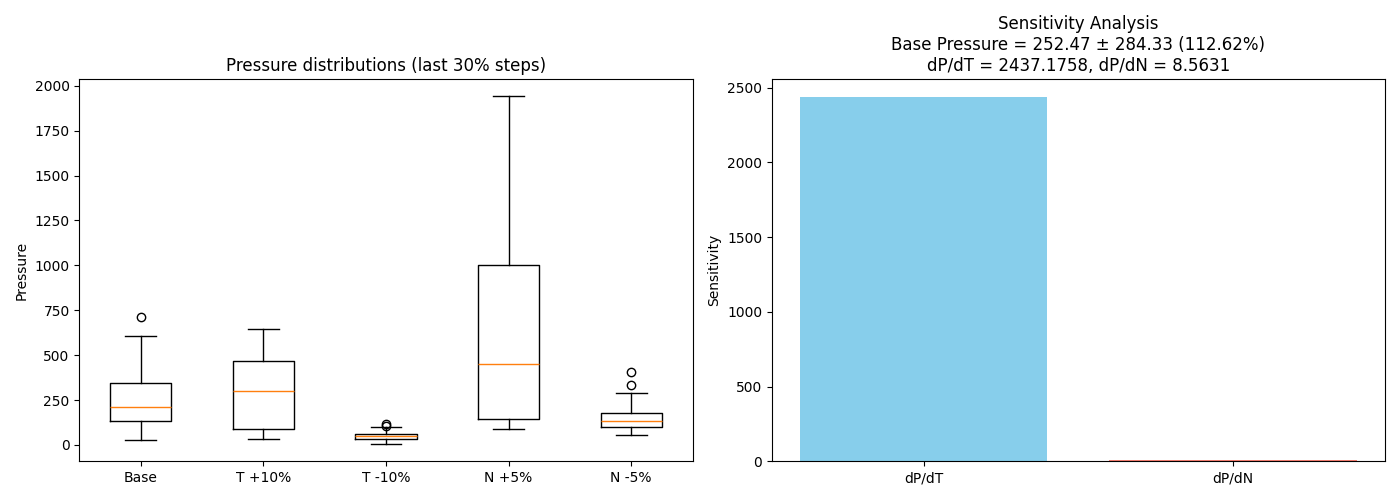 Pressure distributions (last 30% steps)
Pressure
2000
1750
1500
1250
1000
750
500
250
0
Base
T +10%
T -10%
N +5%
N -5%
Sensitivity Analysis
Base Pressure = 252.47 ± 284.33 (112.62%)
dP/dT = 2437.1758, dP/dN = 8.5631
Sensitivity
2500
2000
1500
1000
500
0
dP/dT
dP/dN